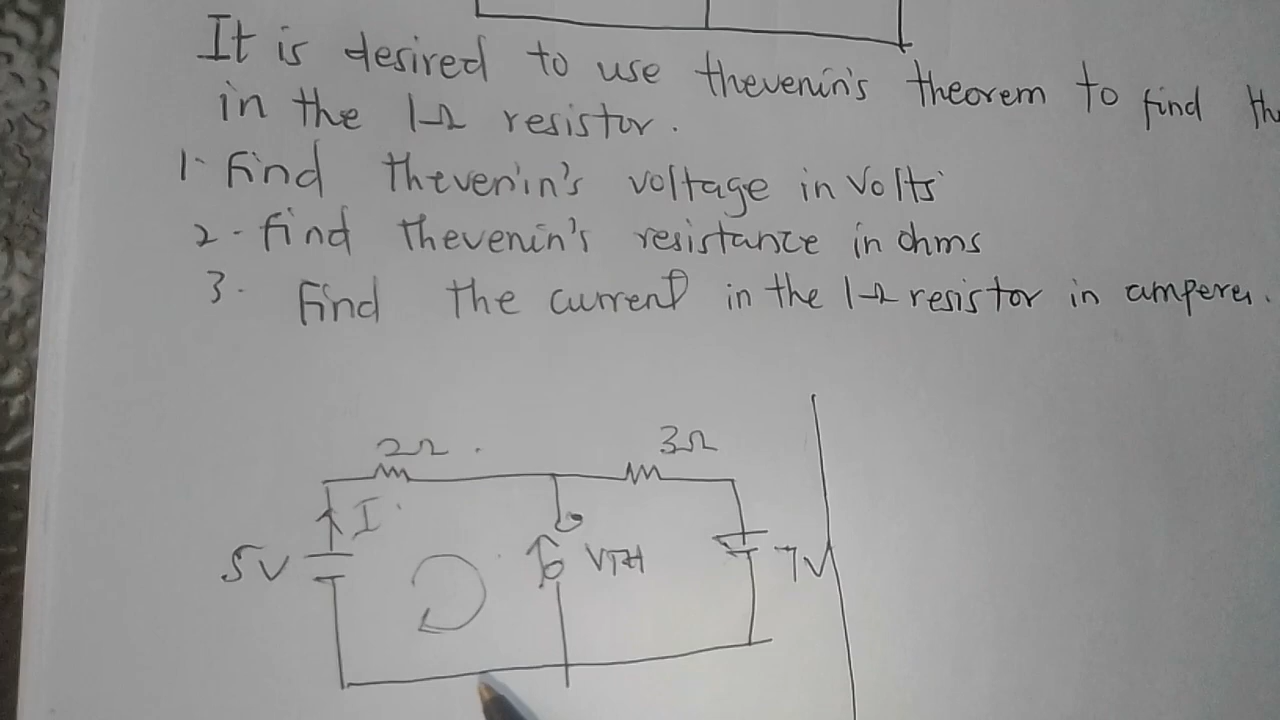 It is desired to use thevenin's theorem to find the
in the 1Ω resistor.
1. Find thevenin's voltage in volts
2. find thevenin's resistance in ohms
3. Find the current in the 1Ω resistor in amperes.
2Ω 3Ω
I
5V VTH 7V